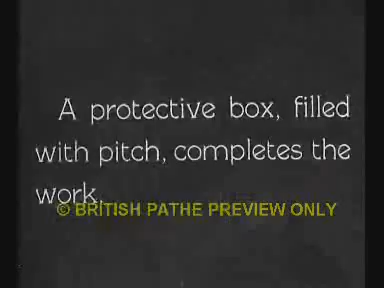 A protective box, filled
with pitch, completes the
work.
© BRITISH PATHE PREVIEW ONLY